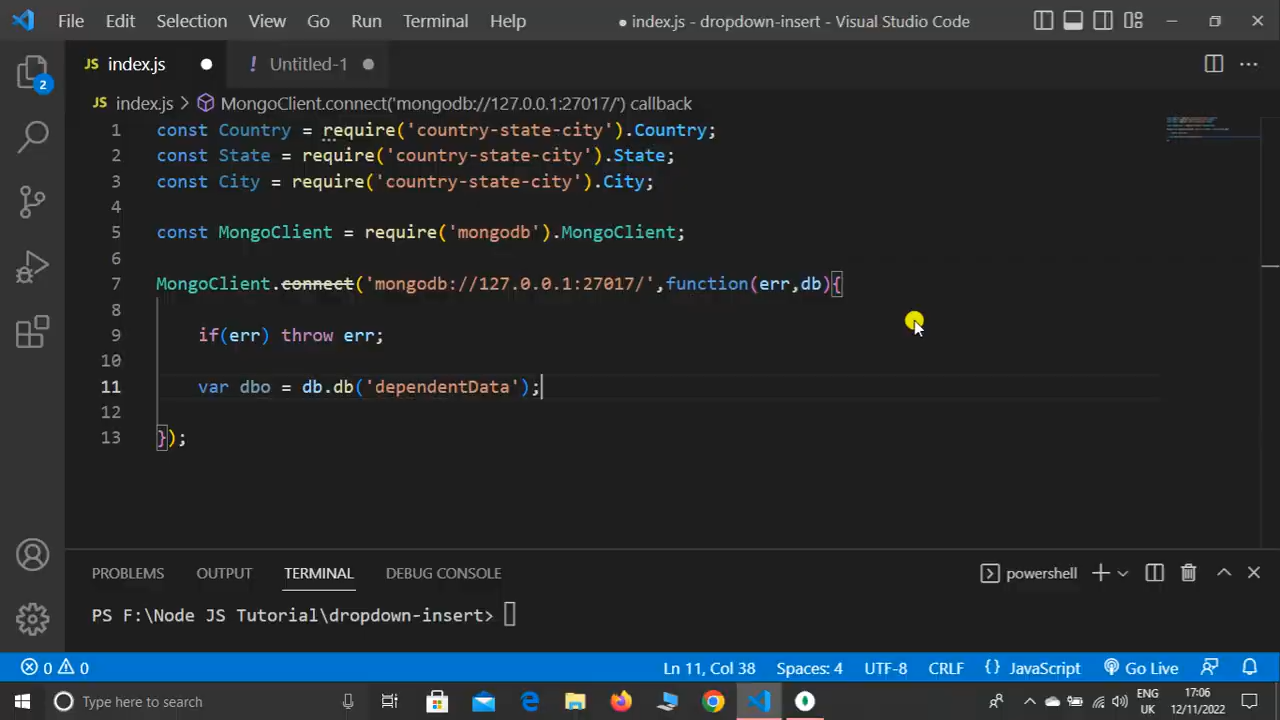 File Edit Selection View Go Run Terminal Help ● index.js - dropdown-insert - Visual Studio Code
JS index.js ● ! Untitled-1 ●
JS index.js > MongoClient.connect('mongodb://127.0.0.1:27017/') callback
1 const Country = require('country-state-city').Country;
2 const State = require('country-state-city').State;
3 const City = require('country-state-city').City;
4
5 const MongoClient = require('mongodb').MongoClient;
6
7 MongoClient.connect('mongodb://127.0.0.1:27017/',function(err,db){
8
9 if(err) throw err;
10
11 var dbo = db.db('dependentData');
12
13 });
2
PROBLEMS OUTPUT TERMINAL DEBUG CONSOLE powershell
PS F:\Node JS Tutorial\dropdown-insert>
0 0 Ln 11, Col 38 Spaces: 4 UTF-8 CRLF {} JavaScript Go Live
Type here to search ENG 17:06
UK 12/11/2022